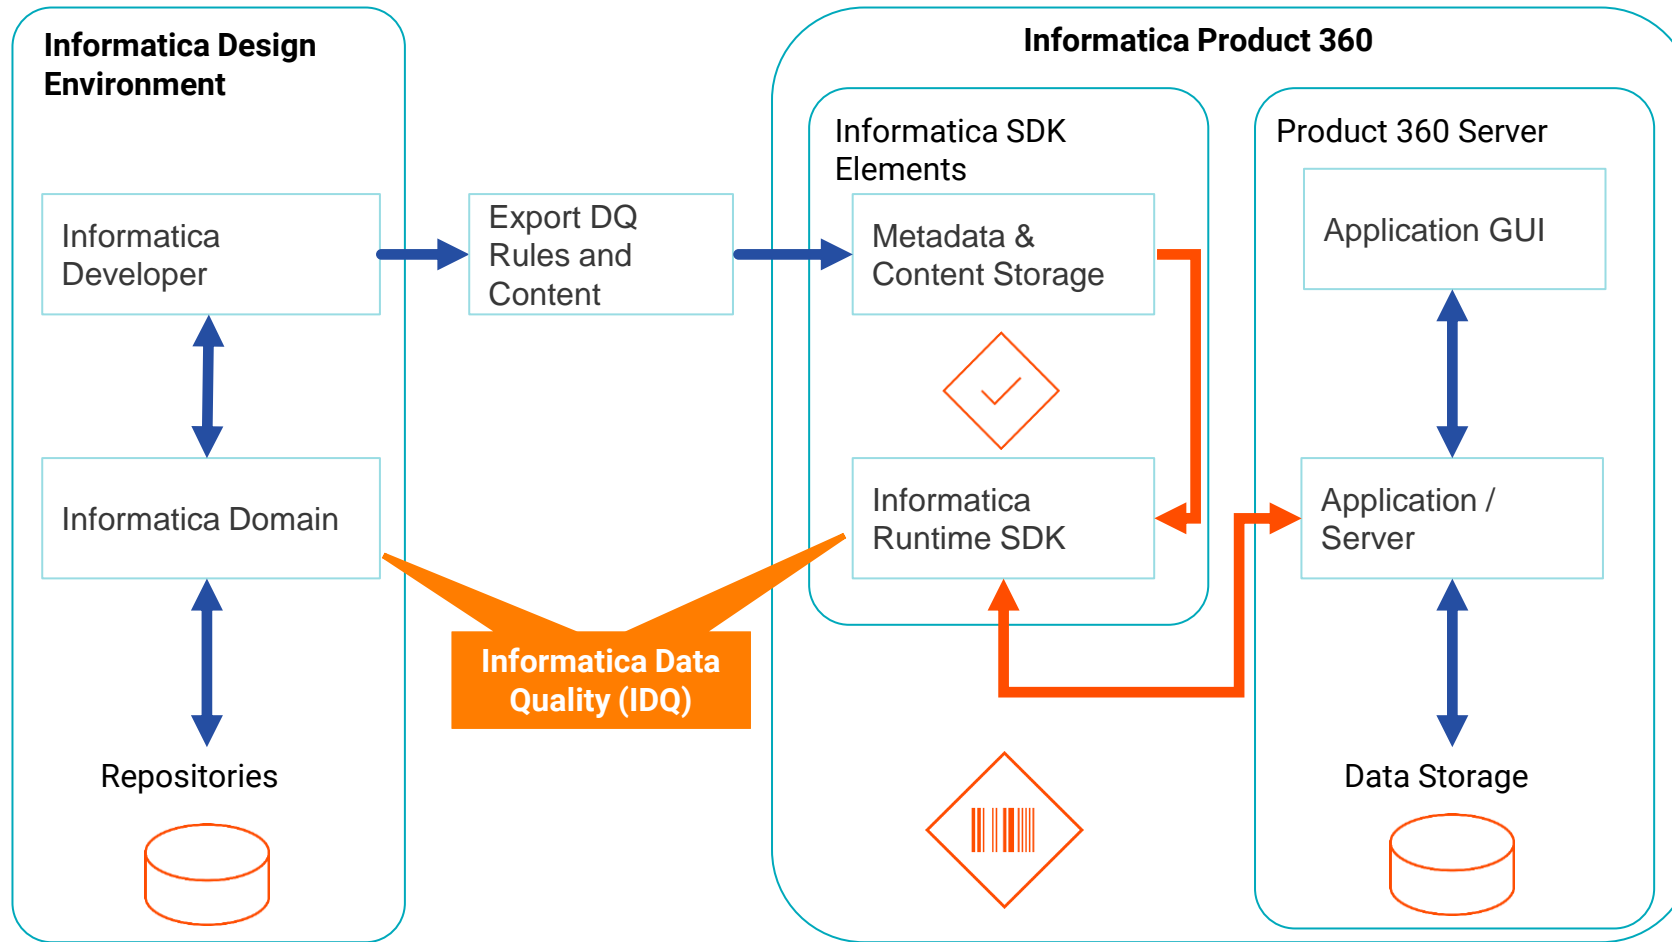 Informatica Design
Environment
Informatica
Developer
Informatica Domain
Repositories
Export DQ
Rules and
Content
Informatica Data
Quality (IDQ)
Informatica Product 360
Informatica SDK
Elements
Metadata &
Content Storage
Informatica
Runtime SDK
Product 360 Server
Application GUI
Application /
Server
Data Storage